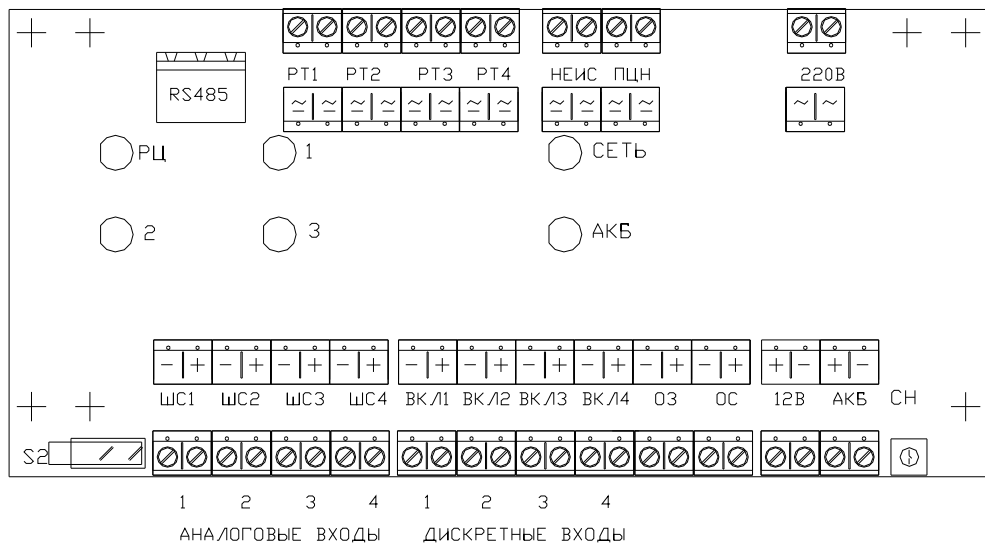 РТ1 РТ2 РТ3 РТ4 НЕИС ПЦН 220В
RS485
РЦ 1 СЕТЬ
2 3 АКБ
ШС1 ШС2 ШС3 ШС4 ВКЛ1 ВКЛ2 ВКЛ3 ВКЛ4 ОЗ ОС 12В АКБ СН
S2
1 2 3 4 1 2 3 4
АНАЛОГОВЫЕ ВХОДЫ ДИСКРЕТНЫЕ ВХОДЫ